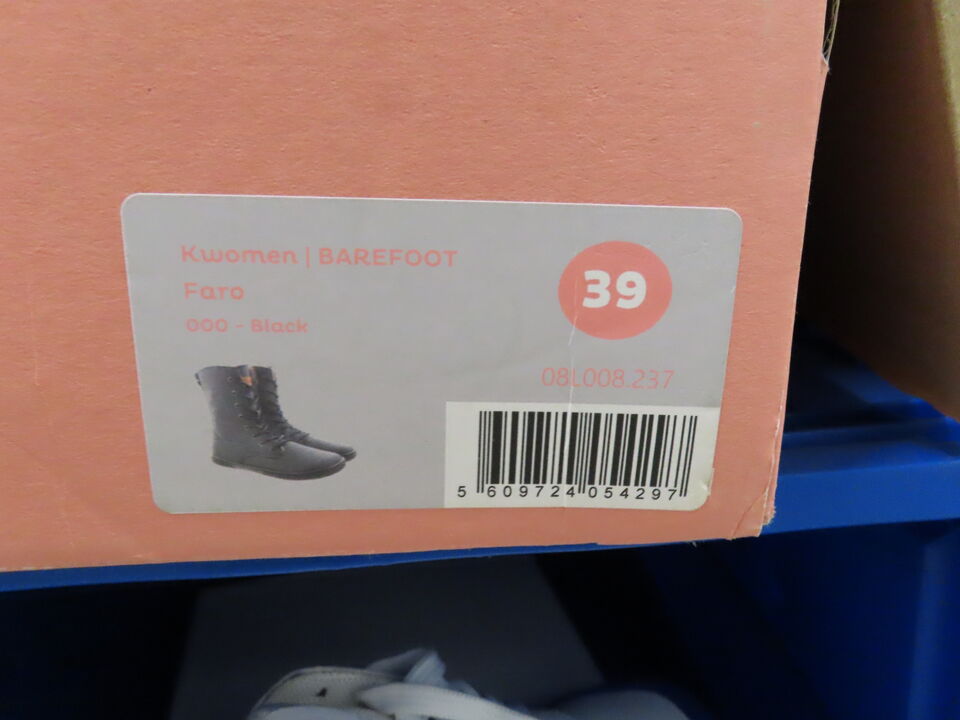 Kwomen | BAREFOOT
Faro
000 - Black
39
08L008.237
5 609724 054297